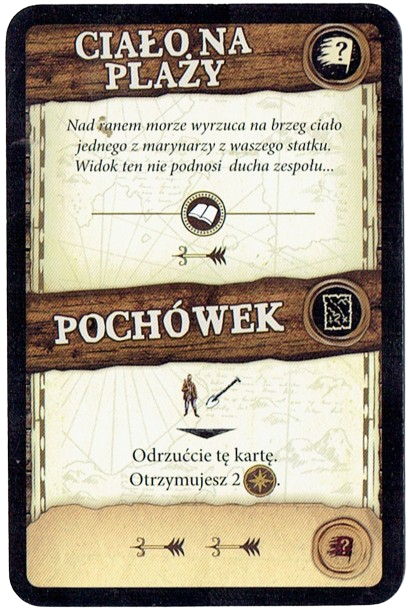 CIAŁO NA
PLAŻY
?
Nad ranem morze wyrzuca na brzeg ciało
jednego z marynarzy z waszego statku.
Widok ten nie podnosi ducha zespołu...
POCHÓWEK
Odrzućcie tę kartę.
Otrzymujesz 2 .
?